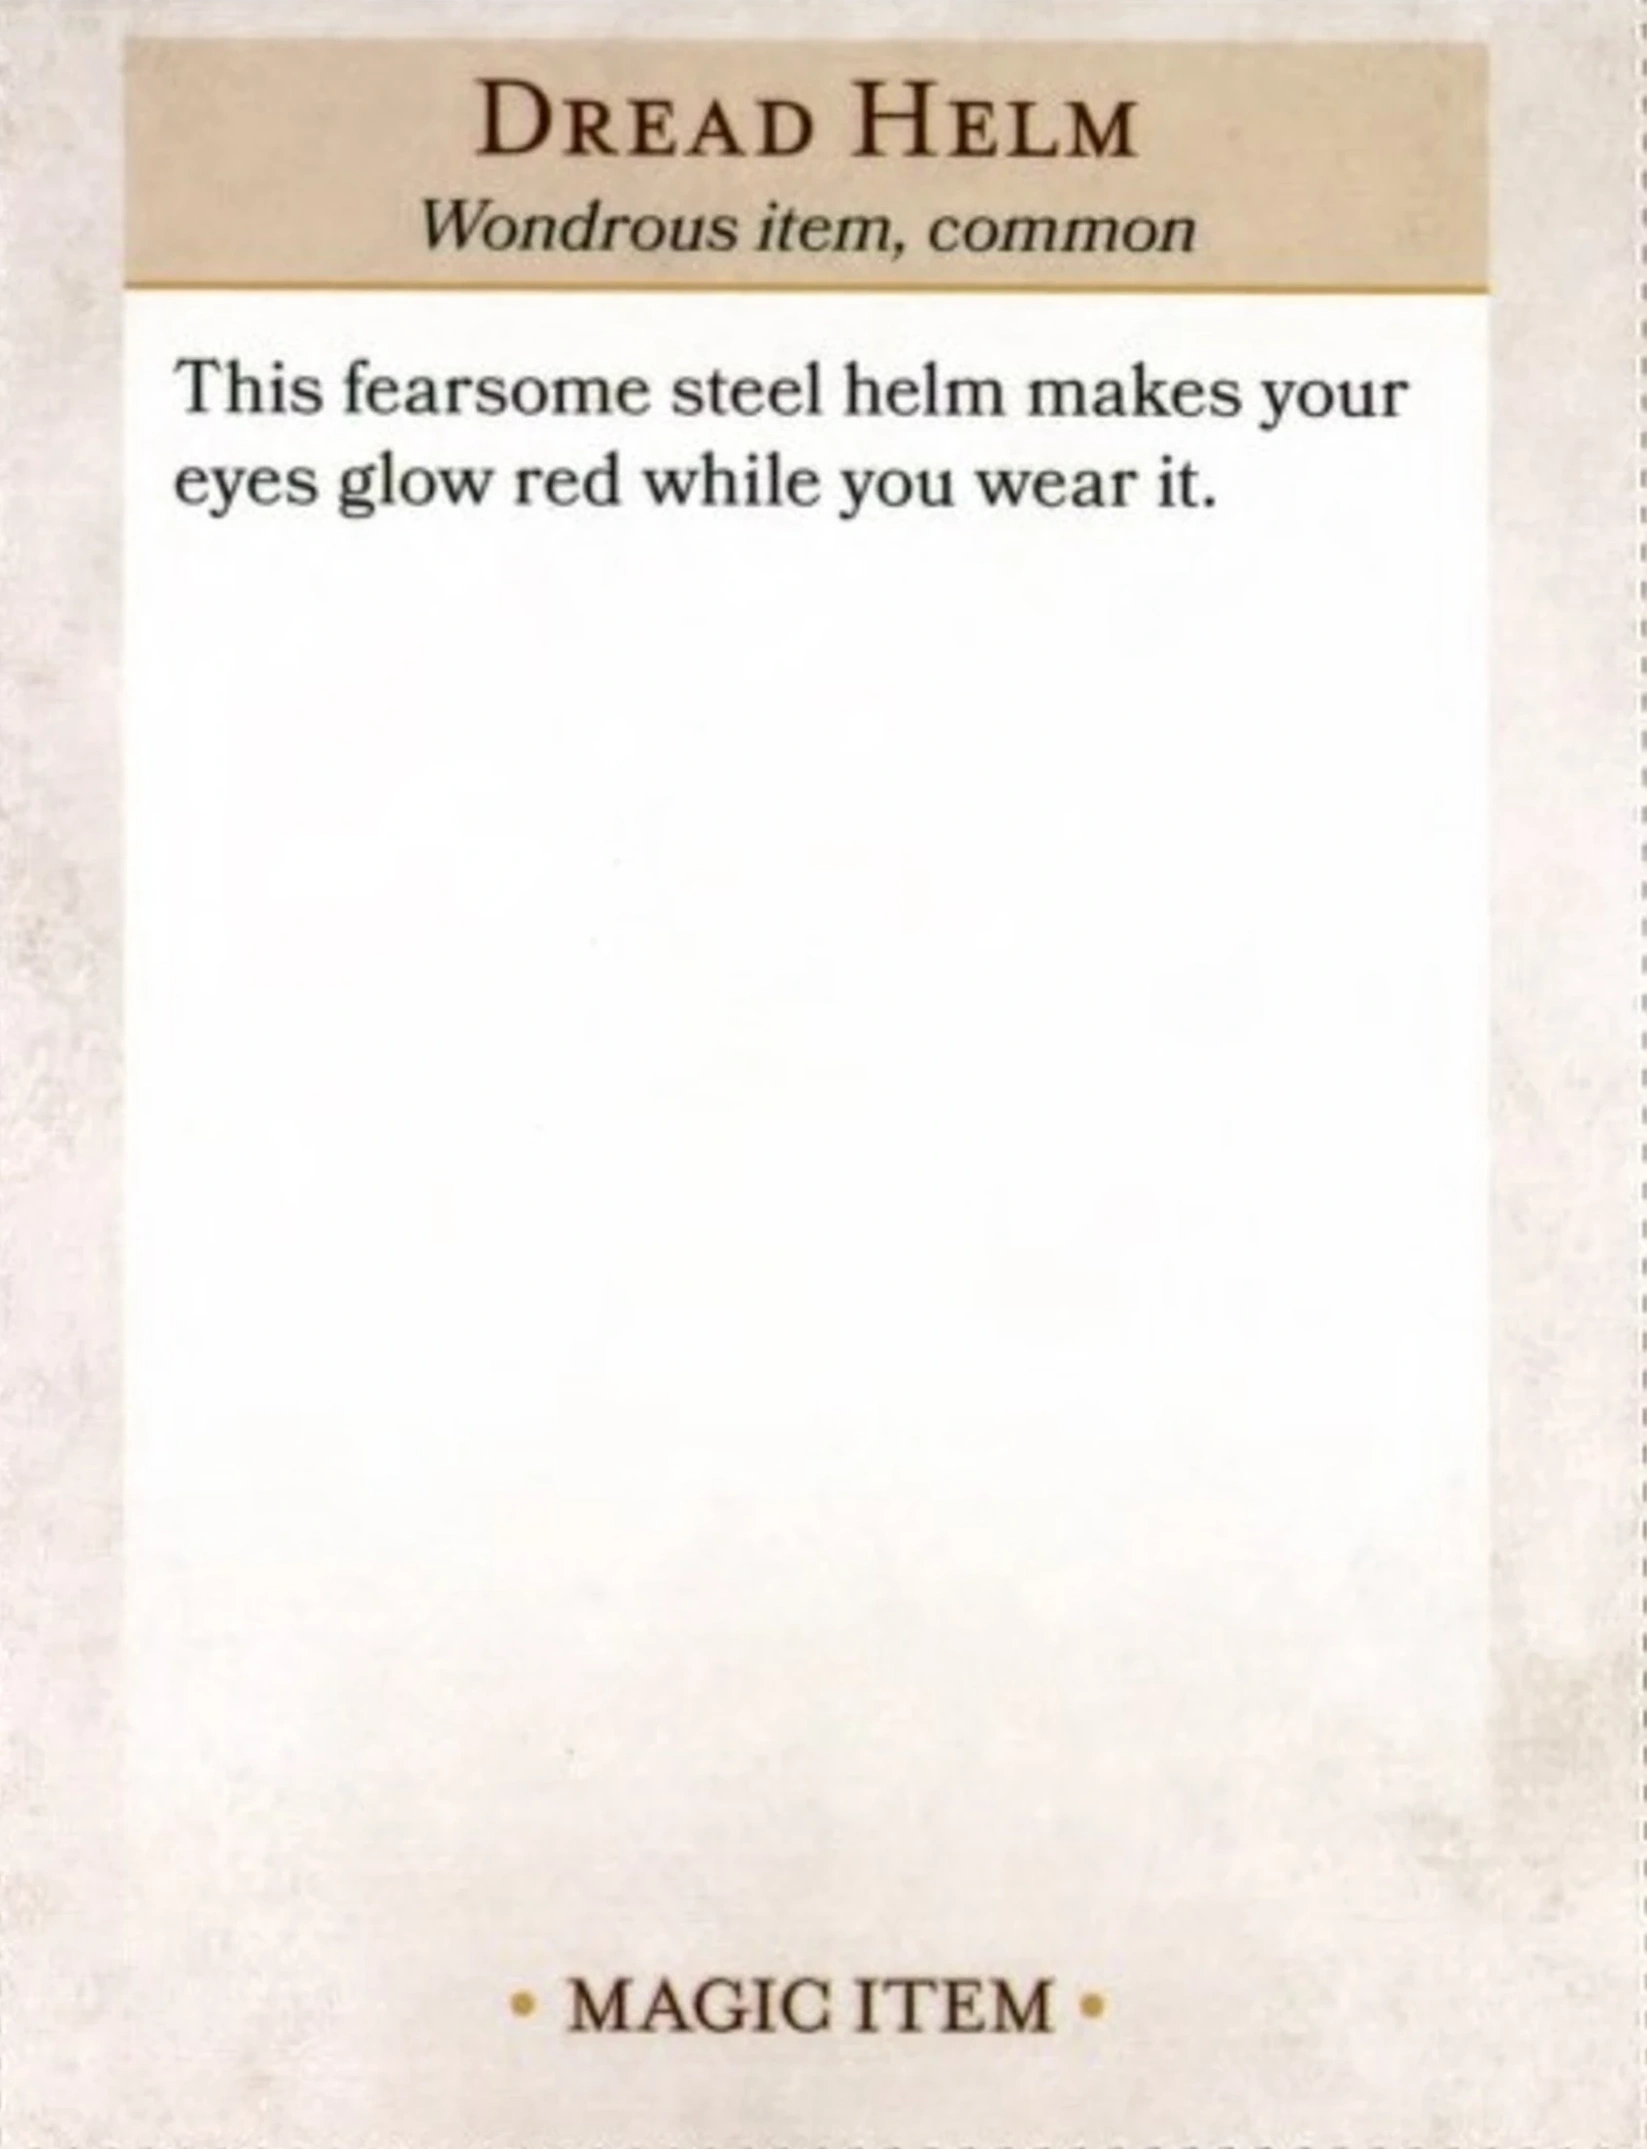 DREAD HELM
Wondrous item, common
This fearsome steel helm makes your
eyes glow red while you wear it.
• MAGIC ITEM •